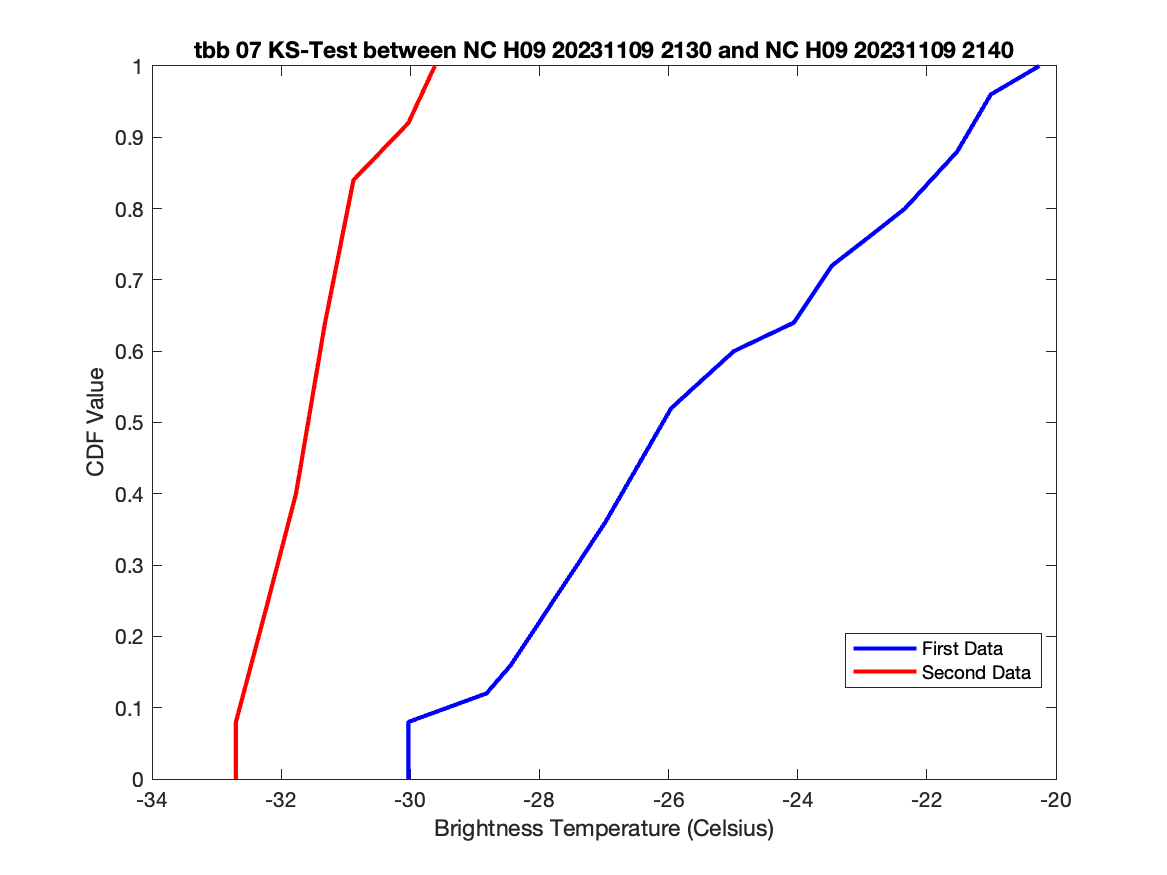 tbb 07 KS-Test between NC H09 20231109 2130 and NC H09 20231109 2140
1
0.9
0.8
0.7
0.6
0.5
0.4
0.3
0.2
0.1
0
CDF Value
First Data
Second Data
-34 -32 -30 -28 -26 -24 -22 -20
Brightness Temperature (Celsius)